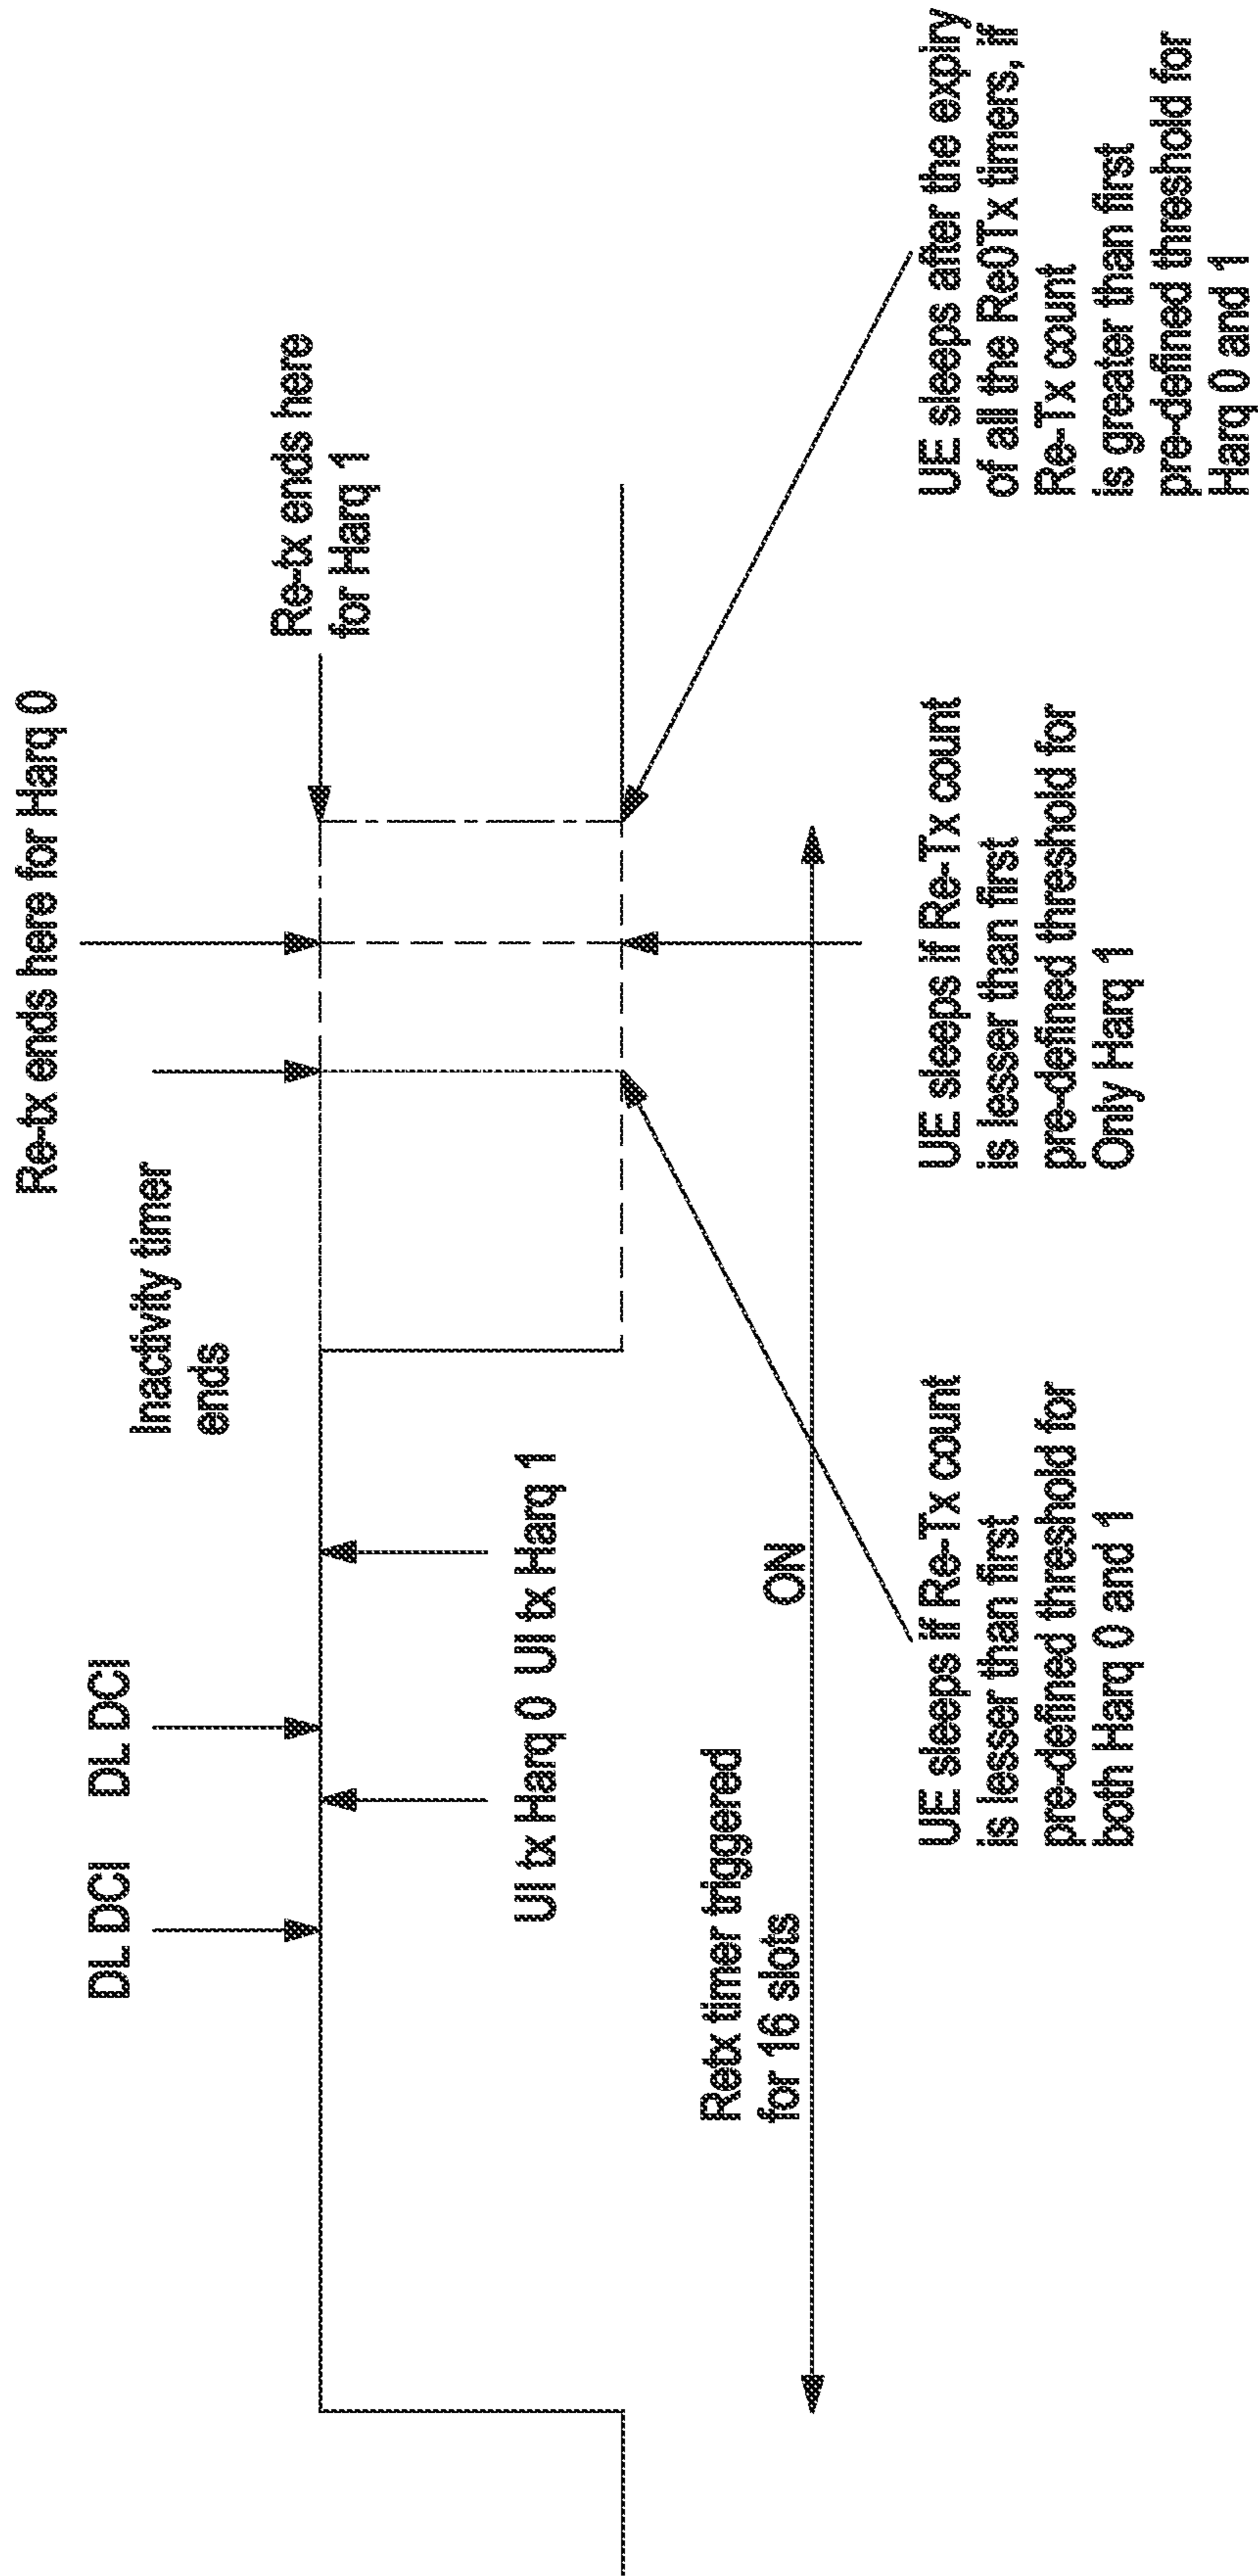 Re-tx ends here for Harq 0
Inactivity timer
ends
DL DCI
DL DCI
Re-tx ends here
for Harq 1
Ul tx Harq 0
Ul tx Harq 1
Retx timer triggered
for 16 slots
ON
UE sleeps if Re-Tx count
is lesser than first
pre-defined threshold for
both Harq 0 and 1
UE sleeps if Re-Tx count
is lesser than first
pre-defined threshold for
Only Harq 1
UE sleeps after the expiry
of all the Re0Tx timers, if
Re-Tx count
is greater than first
pre-defined threshold for
Harq 0 and 1